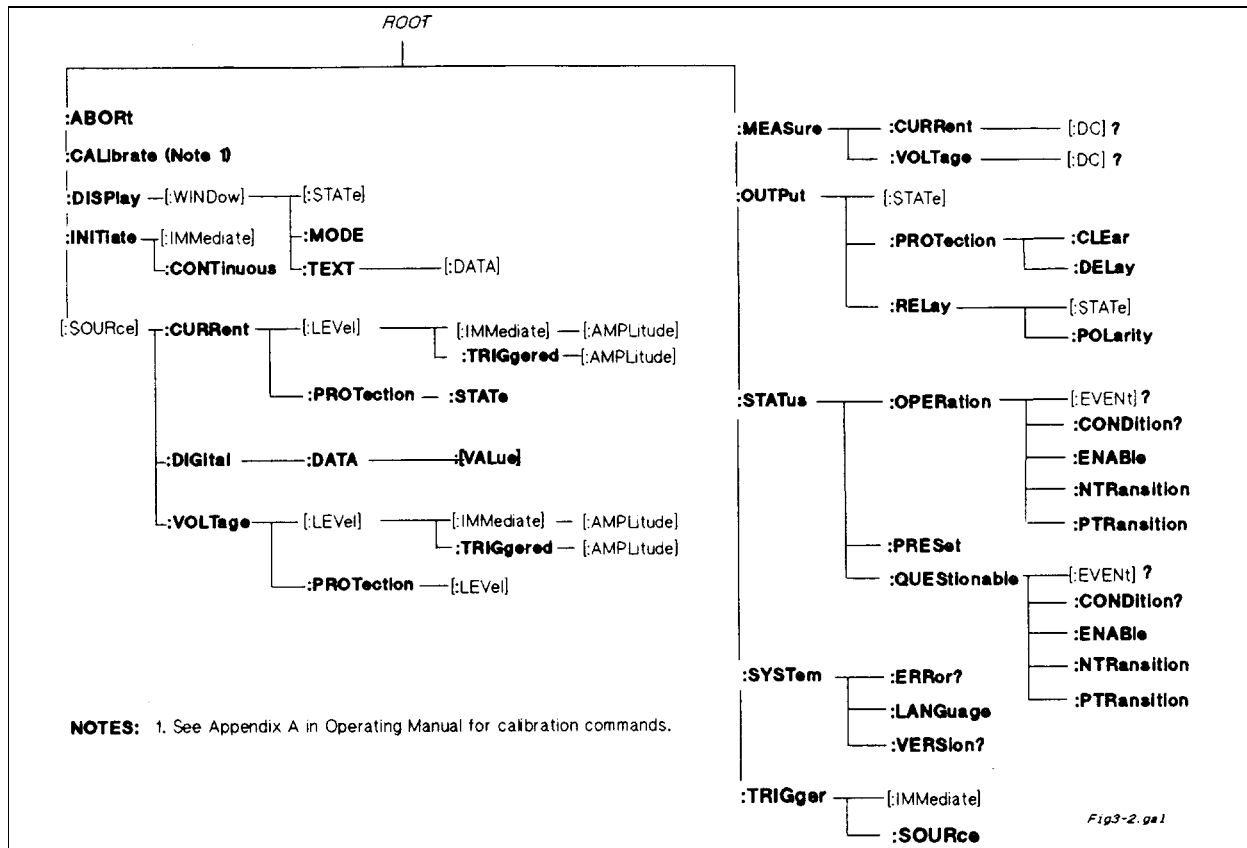 ROOT
:ABORt
:CALIbrate (Note 1)
:DISPlay [:WINDow] [:STATe]
:MODE
:TEXT [:DATA]
:INITiate [:IMMediate]
:CONTinuous
[:SOURce] :CURRent [:LEVel] [:IMMediate] [:AMPLitude]
:TRIGgered [:AMPLitude]
:PROTection :STATe
:DIGital :DATA :[VALue]
:VOLTage [:LEVel] [:IMMediate] [:AMPLitude]
:TRIGgered [:AMPLitude]
:PROTection [:LEVel]
NOTES: 1. See Appendix A in Operating Manual for calibration commands.
:MEASure :CURRent [:DC] ?
:VOLTage [:DC] ?
:OUTPut [:STATe]
:PROTection :CLEar
:DELay
:RELay [:STATe]
:POLarity
:STATus :OPERation [:EVENt] ?
:CONDition?
:ENABle
:NTRansition
:PTRansition
:PRESet
:QUEStionable [:EVENt] ?
:CONDition?
:ENABle
:NTRansition
:PTRansition
:SYSTem :ERRor?
:LANGuage
:VERSion?
:TRIGger [:IMMediate]
:SOURce
Fig3-2.gal